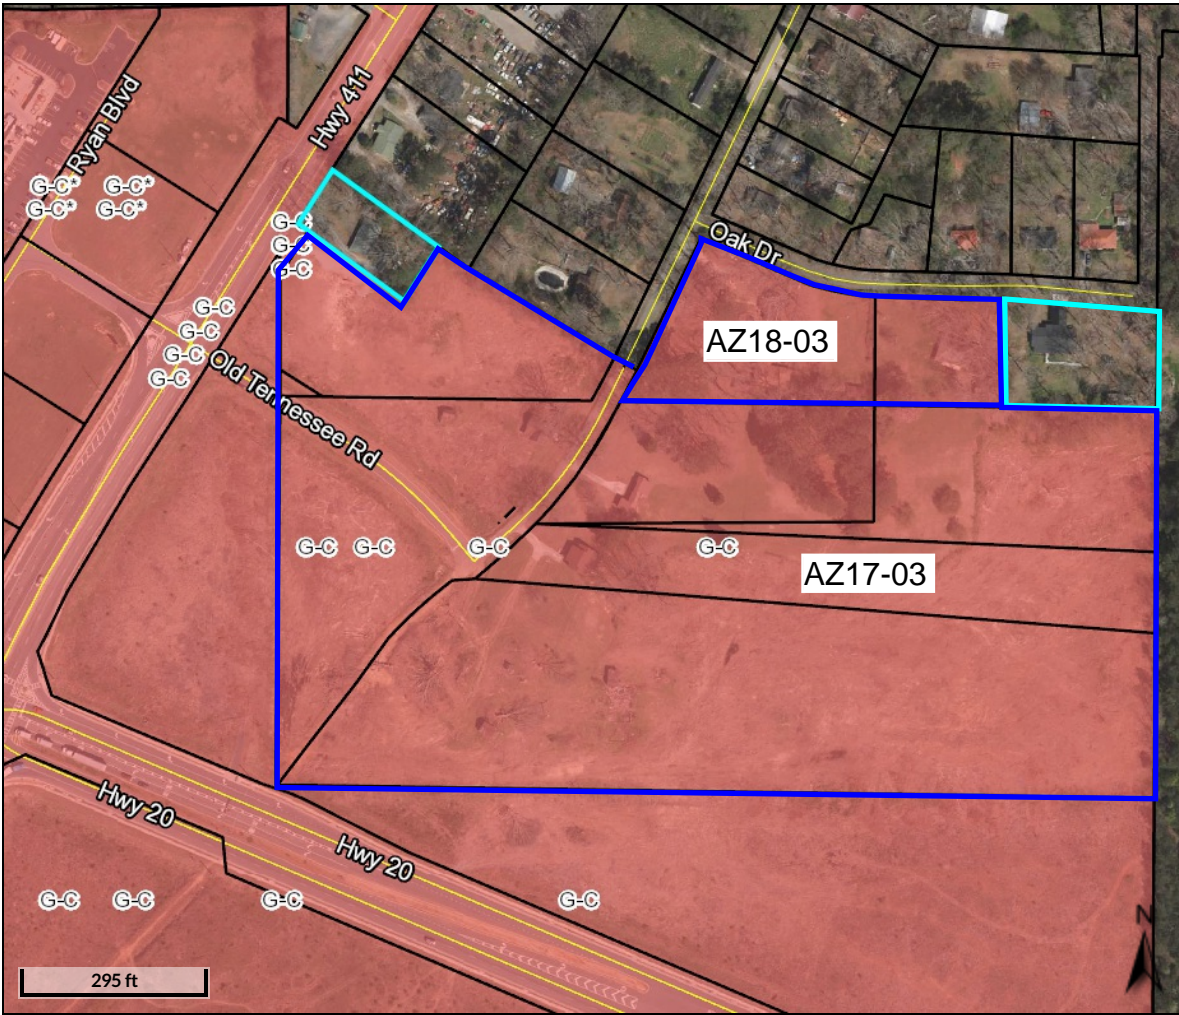 Ryan Blvd
Hwy 411
G-C* G-C*
G-C* G-C*
G-C
G-C
G-C
Oak Dr
G-C
G-C
G-C
G-C
AZ18-03
Old Tennessee Rd
G-C G-C G-C G-C
AZ17-03
Hwy 20
Hwy 20
G-C G-C G-C G-C
N
295 ft